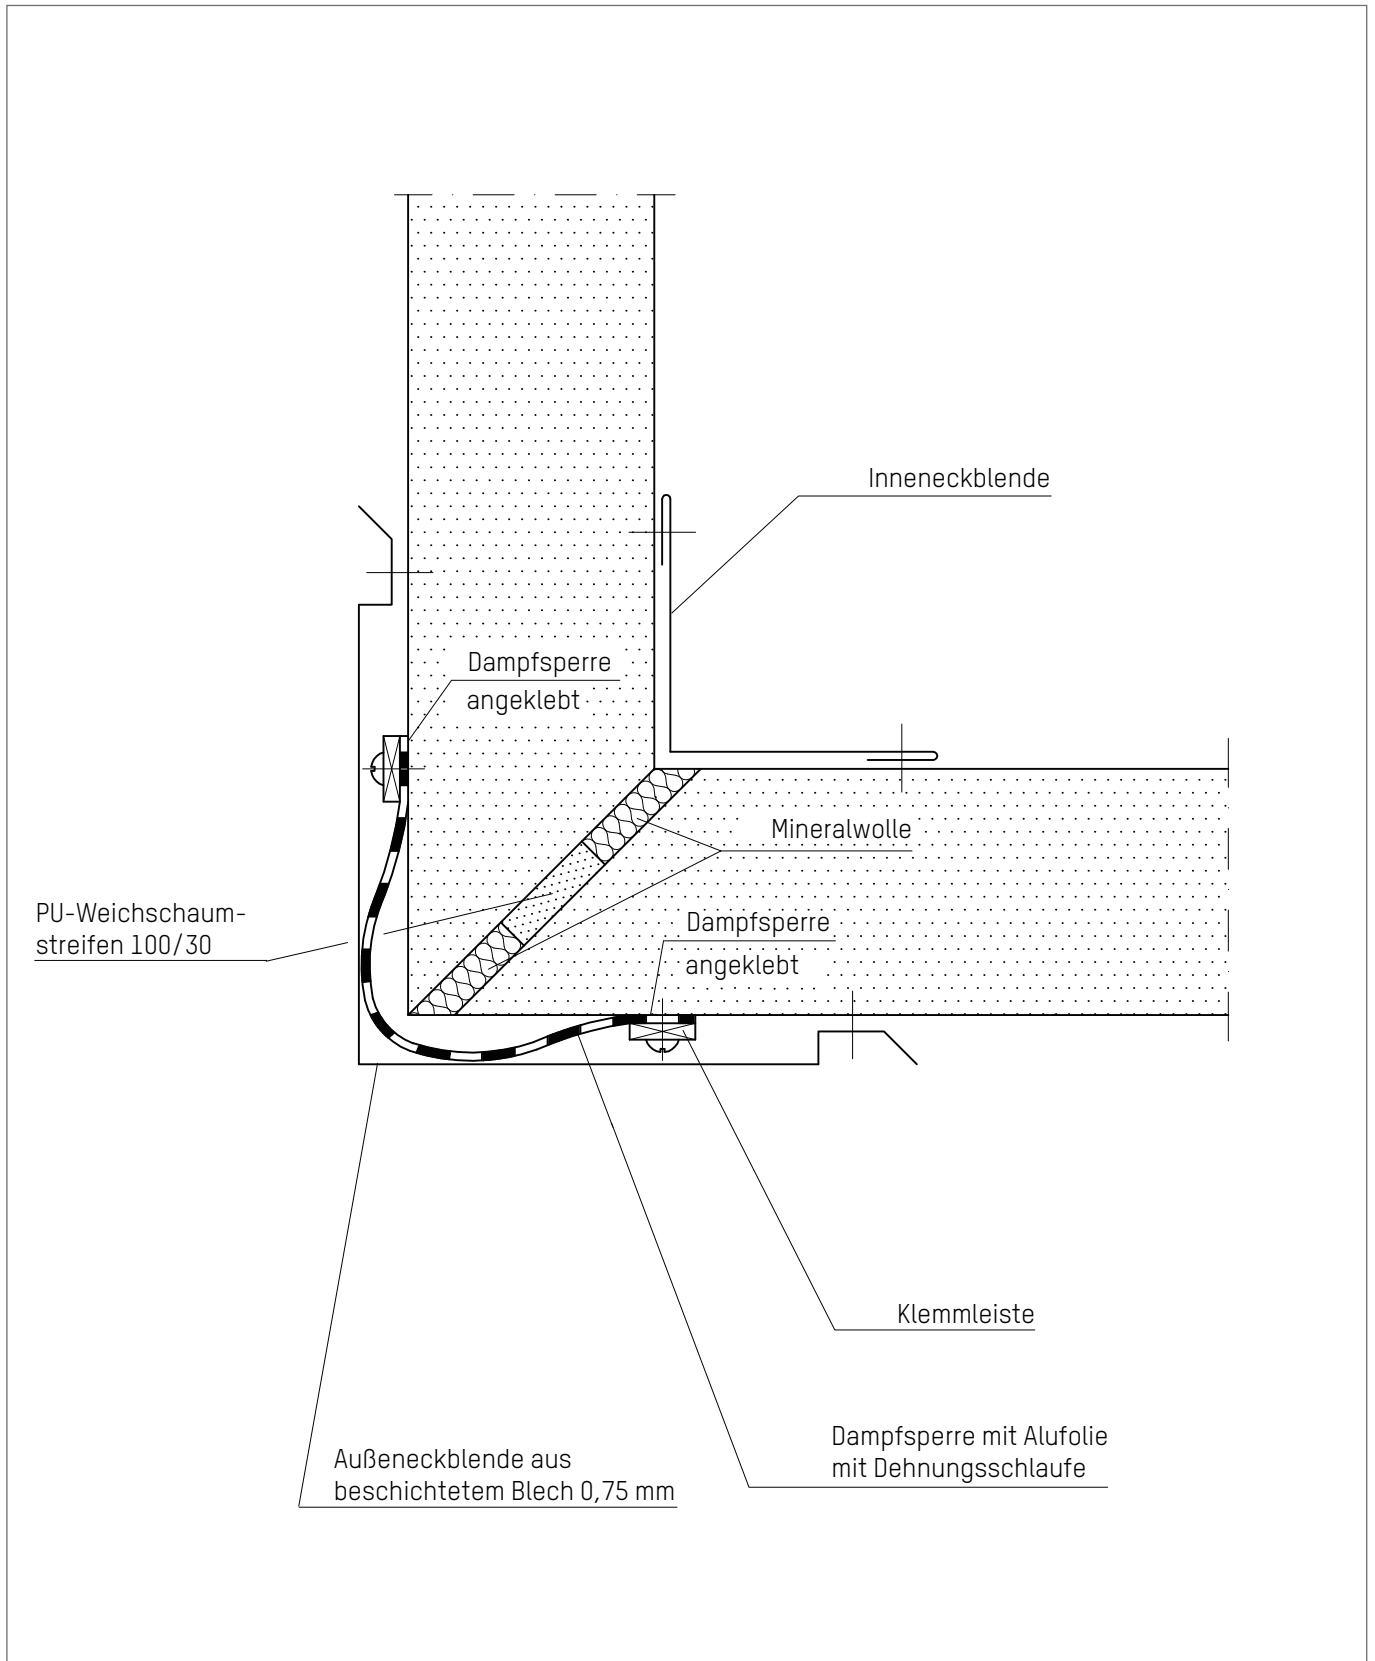 Inneneckblende
Dampfsperre
angeklebt
Mineralwolle
PU-Weichschaum-
streifen 100/30
Dampfsperre
angeklebt
Klemmleiste
Dampfsperre mit Alufolie
mit Dehnungsschlaufe
Außeneckblende aus
beschichtetem Blech 0,75 mm